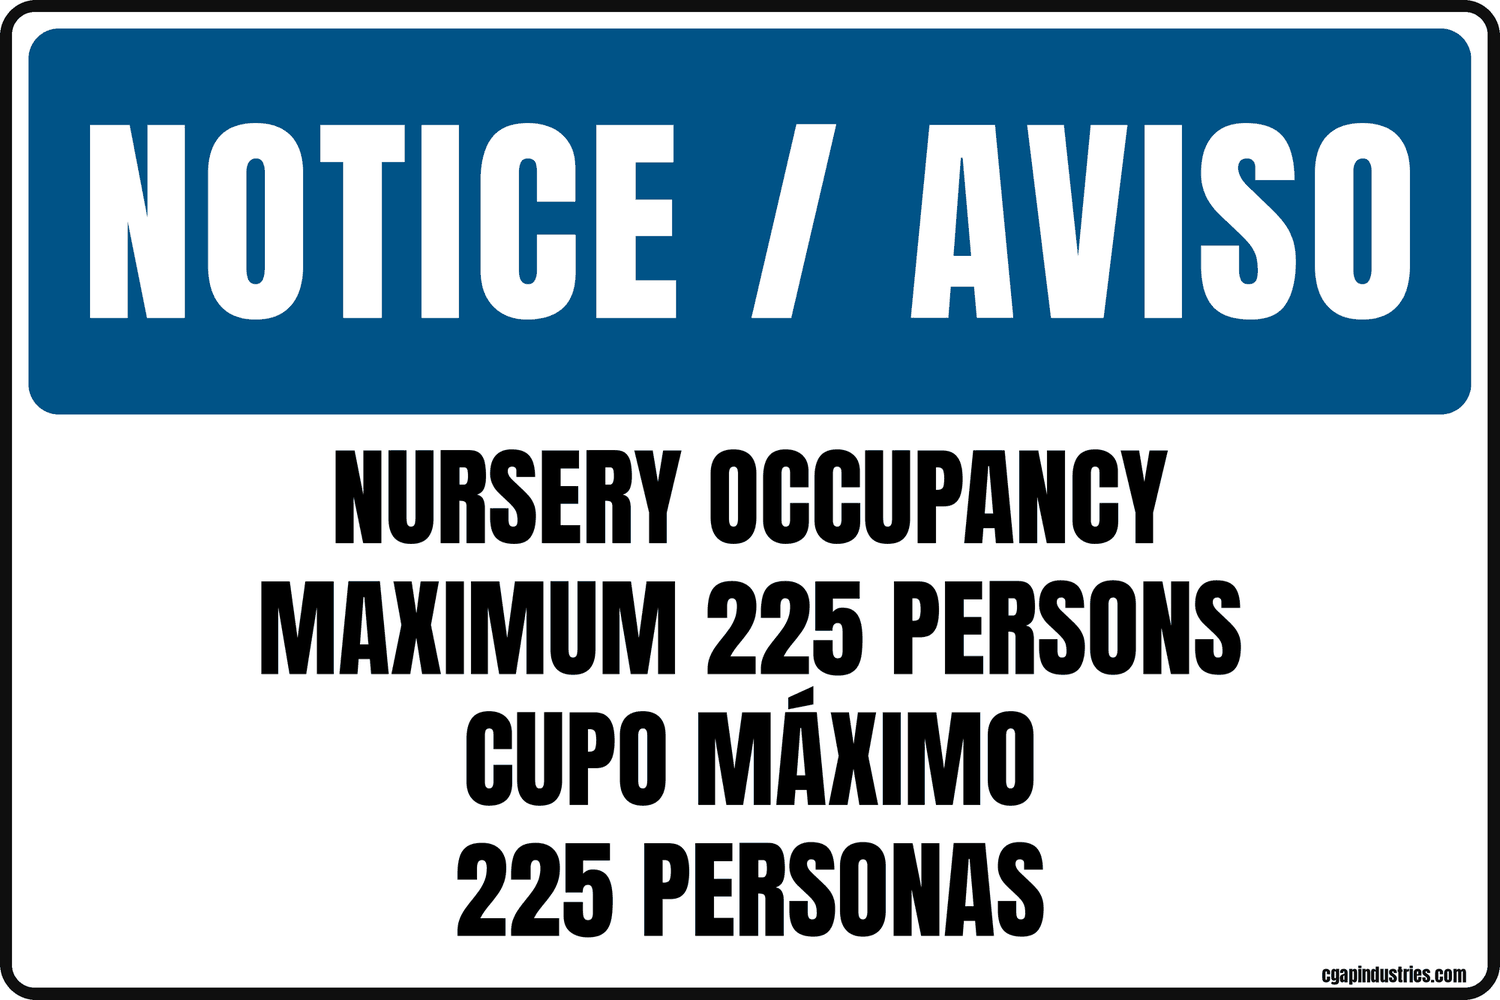 NOTICE / AVISO
NURSERY OCCUPANCY
MAXIMUM 225 PERSONS
CUPO MÁXIMO
225 PERSONAS
cgapindustries.com